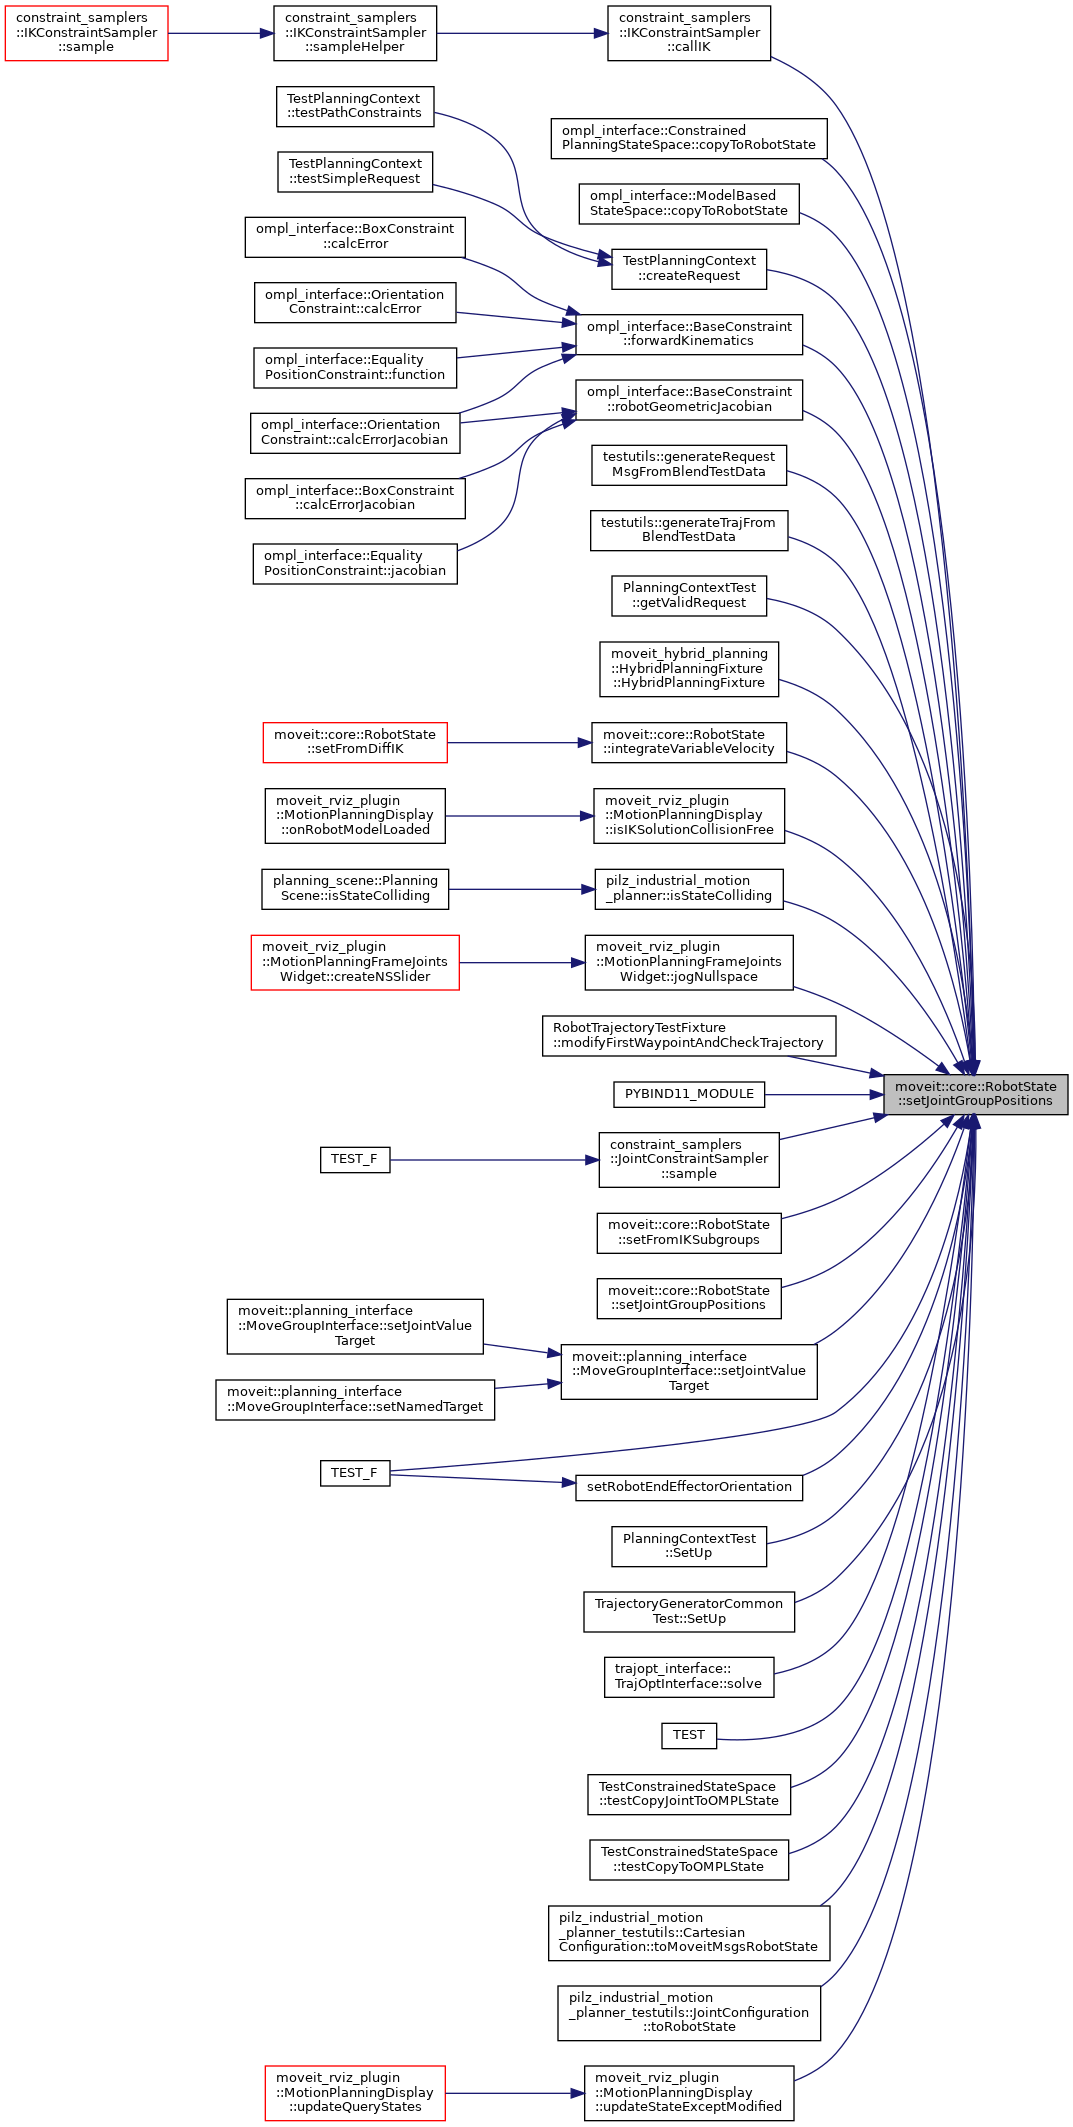 constraint_samplers
::IKConstraintSampler
::sample
constraint_samplers
::IKConstraintSampler
::sampleHelper
constraint_samplers
::IKConstraintSampler
::callIK
TestPlanningContext
::testPathConstraints
ompl_interface::Constrained
PlanningStateSpace::copyToRobotState
TestPlanningContext
::testSimpleRequest
ompl_interface::ModelBased
StateSpace::copyToRobotState
ompl_interface::BoxConstraint
::calcError
TestPlanningContext
::createRequest
ompl_interface::Orientation
Constraint::calcError
ompl_interface::BaseConstraint
::forwardKinematics
ompl_interface::Equality
PositionConstraint::function
ompl_interface::BaseConstraint
::robotGeometricJacobian
ompl_interface::Orientation
Constraint::calcErrorJacobian
testutils::generateRequest
MsgFromBlendTestData
ompl_interface::BoxConstraint
::calcErrorJacobian
testutils::generateTrajFrom
BlendTestData
ompl_interface::Equality
PositionConstraint::jacobian
PlanningContextTest
::getValidRequest
moveit_hybrid_planning
::HybridPlanningFixture
::HybridPlanningFixture
moveit::core::RobotState
::setFromDiffIK
moveit::core::RobotState
::integrateVariableVelocity
moveit_rviz_plugin
::MotionPlanningDisplay
::onRobotModelLoaded
moveit_rviz_plugin
::MotionPlanningDisplay
::isIKSolutionCollisionFree
planning_scene::Planning
Scene::isStateColliding
pilz_industrial_motion
_planner::isStateColliding
moveit_rviz_plugin
::MotionPlanningFrameJoints
Widget::createNSSlider
moveit_rviz_plugin
::MotionPlanningFrameJoints
Widget::jogNullspace
RobotTrajectoryTestFixture
::modifyFirstWaypointAndCheckTrajectory
moveit::core::RobotState
::setJointGroupPositions
PYBIND11_MODULE
TEST_F
constraint_samplers
::JointConstraintSampler
::sample
moveit::core::RobotState
::setFromIKSubgroups
moveit::core::RobotState
::setJointGroupPositions
moveit::planning_interface
::MoveGroupInterface::setJointValue
Target
moveit::planning_interface
::MoveGroupInterface::setJointValue
Target
moveit::planning_interface
::MoveGroupInterface::setNamedTarget
TEST_F
setRobotEndEffectorOrientation
PlanningContextTest
::SetUp
TrajectoryGeneratorCommon
Test::SetUp
trajopt_interface::
TrajOptInterface::solve
TEST
TestConstrainedStateSpace
::testCopyJointToOMPLState
TestConstrainedStateSpace
::testCopyToOMPLState
pilz_industrial_motion
_planner_testutils::Cartesian
Configuration::toMoveitMsgsRobotState
pilz_industrial_motion
_planner_testutils::JointConfiguration
::toRobotState
moveit_rviz_plugin
::MotionPlanningDisplay
::updateQueryStates
moveit_rviz_plugin
::MotionPlanningDisplay
::updateStateExceptModified